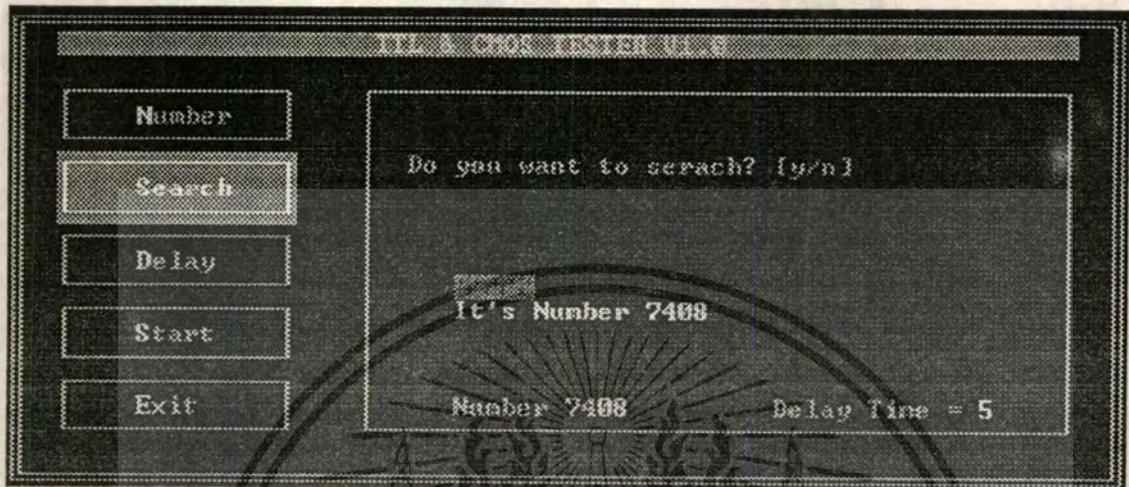 TTL & CMOS TESTER V1.0
Number
Search
Delay
Start
Exit
Do you want to serach? [y/n]
It's Number 7408
Number 7408
Delay Time = 5